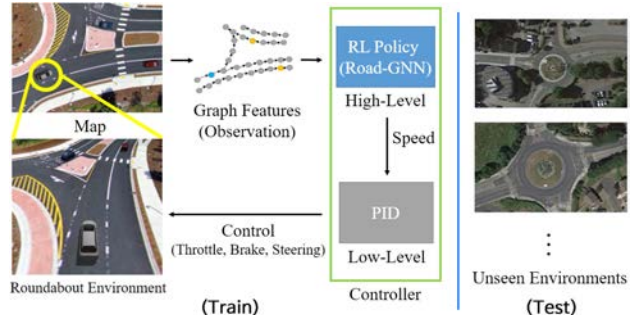 Map
Graph Features
(Observation)
RL Policy
(Road-GNN)
High-Level
Speed
PID
Low-Level
Controller
Control
(Throttle, Brake, Steering)
Roundabout Environment
(Train)
Unseen Environments
(Test)